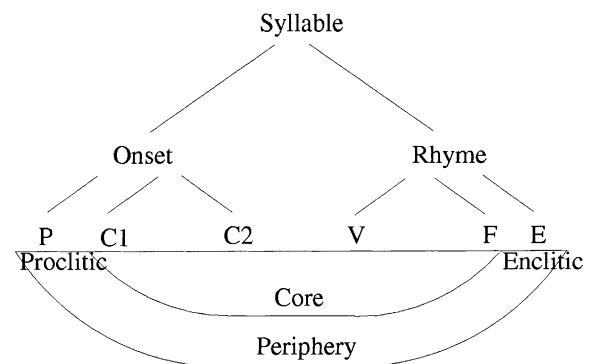 Syllable
Onset Rhyme
P C1 C2 V F E
Proclitic Enclitic
Core
Periphery